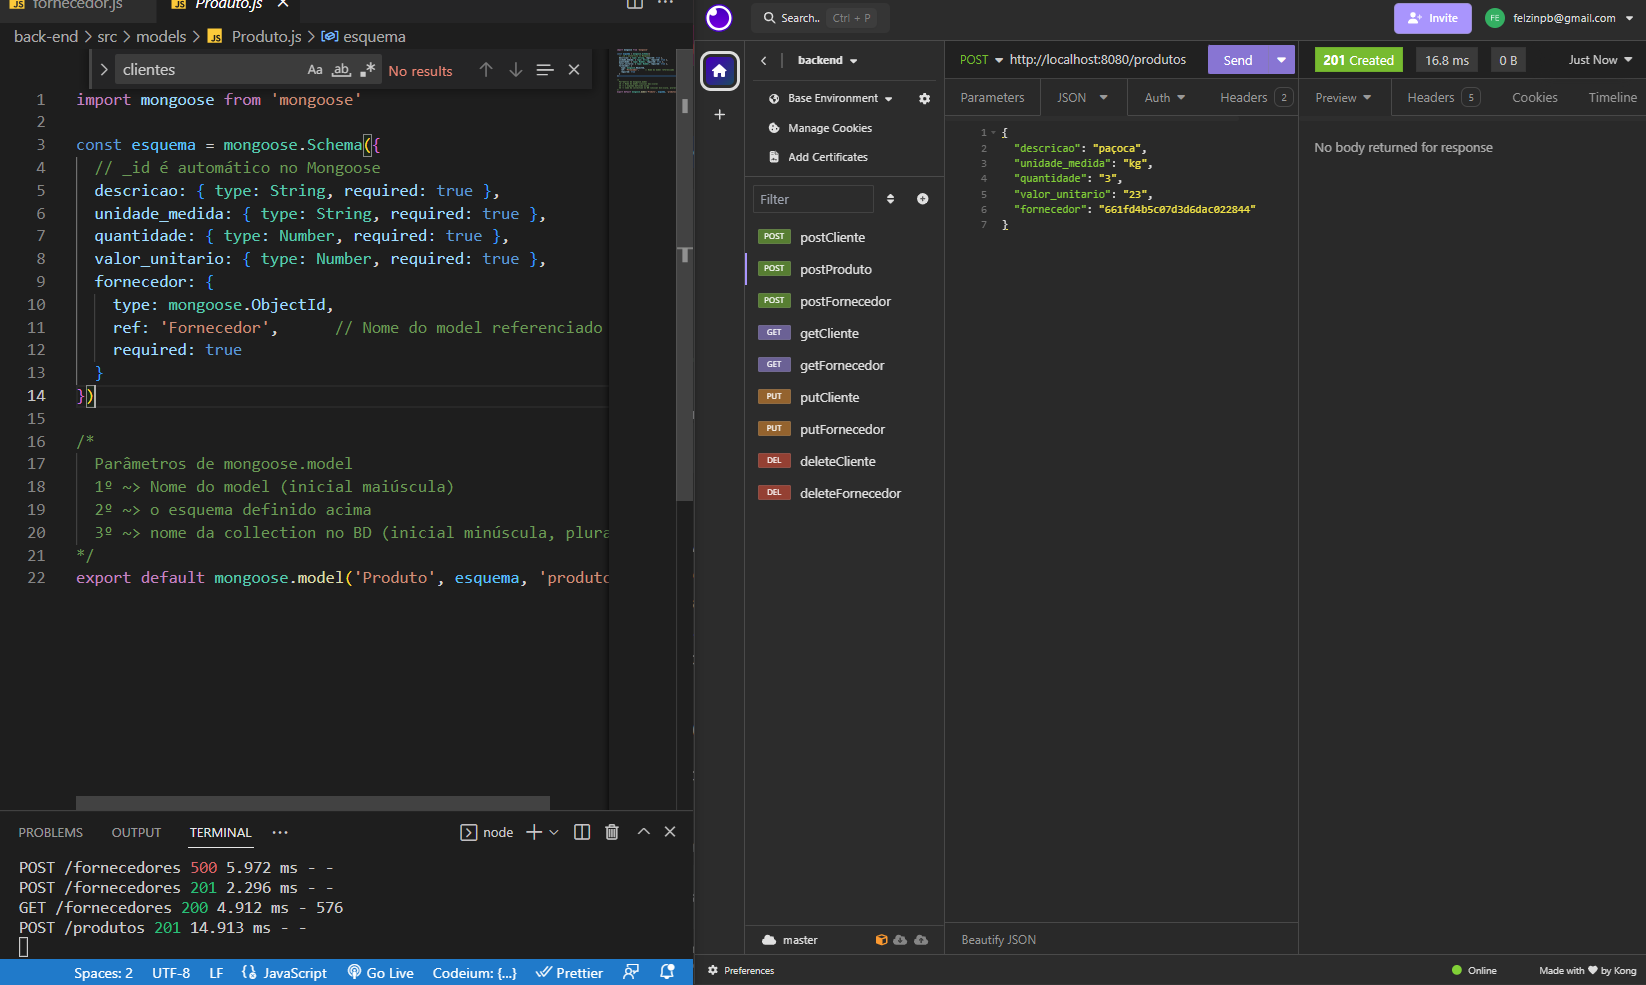 fornecedor.js
Produto.js
back-end > src > models > Produto.js > esquema
clientes
Aa ab .* No results
1 import mongoose from 'mongoose'
2
3 const esquema = mongoose.Schema({
4 // _id é automático no Mongoose
5 descricao: { type: String, required: true },
6 unidade_medida: { type: String, required: true },
7 quantidade: { type: Number, required: true },
8 valor_unitario: { type: Number, required: true },
9 fornecedor: {
10 type: mongoose.ObjectId,
11 ref: 'Fornecedor', // Nome do model referenciado
12 required: true
13 }
14 })
15
16 /*
17 Parâmetros de mongoose.model
18 1º ~> Nome do model (inicial maiúscula)
19 2º ~> o esquema definido acima
20 3º ~> nome da collection no BD (inicial minúscula, plura
21 */
22 export default mongoose.model('Produto', esquema, 'produto
PROBLEMS OUTPUT TERMINAL ... node
POST /fornecedores 500 5.972 ms - -
POST /fornecedores 201 2.296 ms - -
GET /fornecedores 200 4.912 ms - 576
POST /produtos 201 14.913 ms - -
Spaces: 2 UTF-8 LF JavaScript Go Live Codeium: {...} Prettier
Search.. Ctrl + P
Invite
FE felzinpb@gmail.com
backend
Base Environment
Manage Cookies
Add Certificates
Filter
POST postCliente
POST postProduto
POST postFornecedor
GET getCliente
GET getFornecedor
PUT putCliente
PUT putFornecedor
DEL deleteCliente
DEL deleteFornecedor
master
POST http://localhost:8080/produtos Send
Parameters JSON Auth Headers 2
1 {
2 "descricao": "paçoca",
3 "unidade_medida": "kg",
4 "quantidade": "3",
5 "valor_unitario": "23",
6 "fornecedor": "661fd4b5c07d3d6dac022844"
7 }
Beautify JSON
201 Created 16.8 ms 0 B Just Now
Preview Headers 5 Cookies Timeline
No body returned for response
Preferences
Online
Made with ♥ by Kong